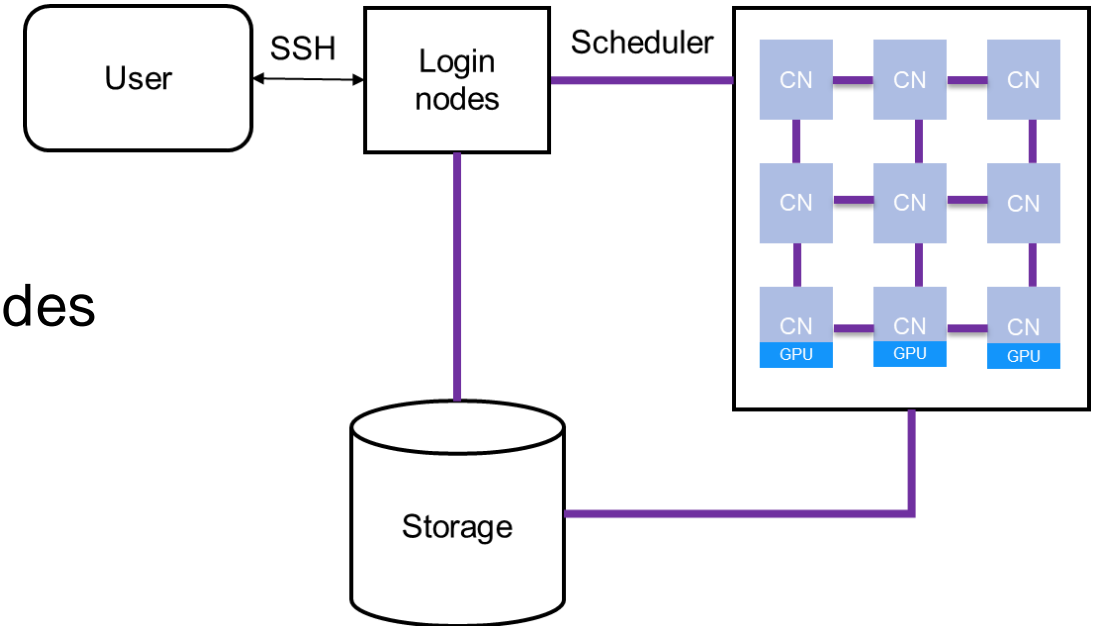 User
SSH
Login
nodes
Scheduler
CN CN CN
CN CN CN
CN CN CN
GPU GPU GPU
des
Storage